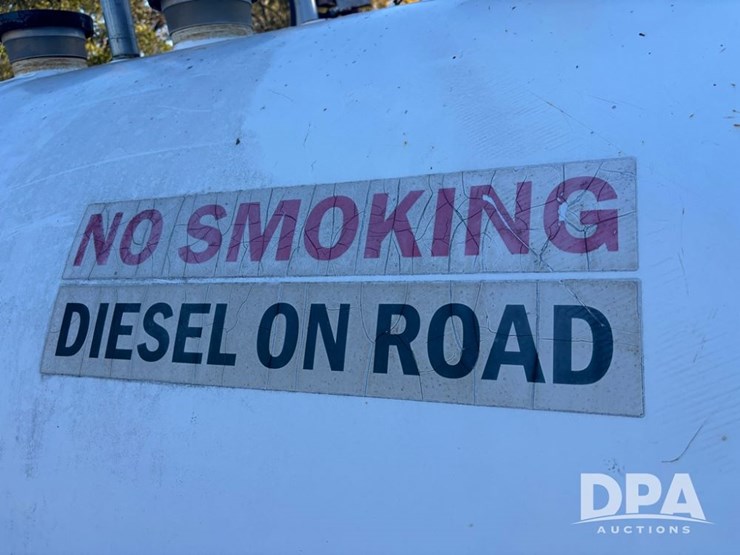 NO SMOKING
DIESEL ON ROAD
DPA
AUCTIONS